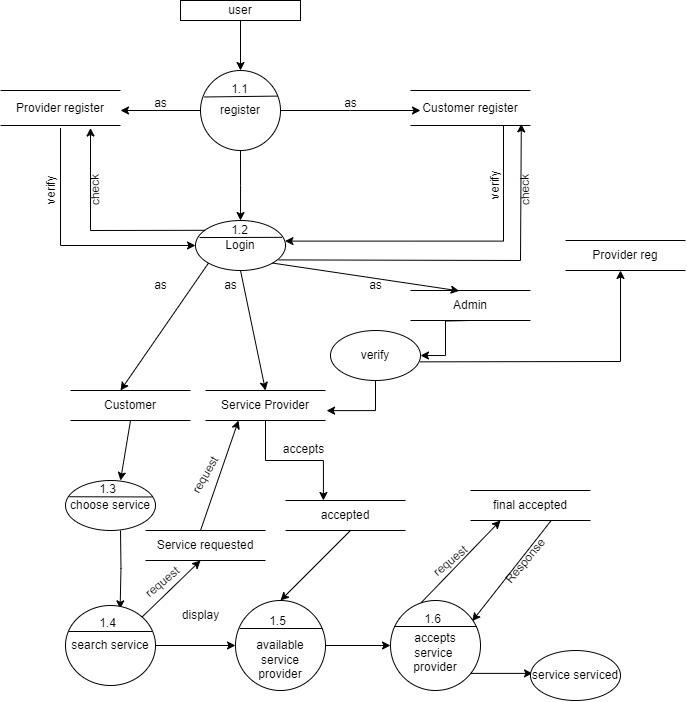 user
1.1
register
as
as
Provider register
Customer register
verify
check
verify
check
1.2
Login
Provider reg
as
as
as
Admin
verify
Customer
Service Provider
accepts
request
1.3
choose service
accepted
final accepted
Service requested
request
request
Response
1.4
search service
display
1.5
available
service
provider
1.6
accepts
service
provider
service serviced